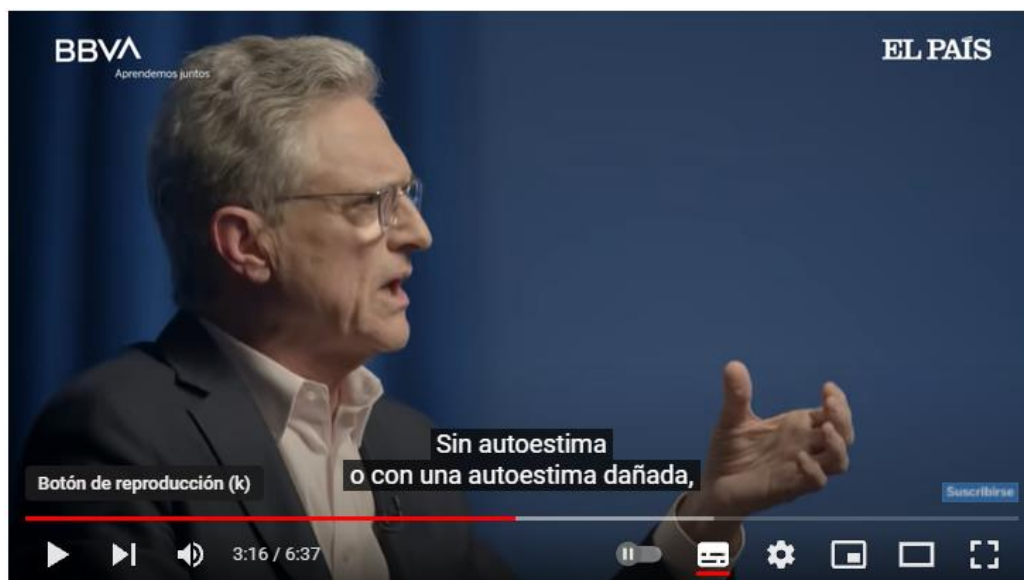 BBVA
Aprendemos juntos
EL PAÍS
Sin autoestima
o con una autoestima dañada,
Botón de reproducción (k)
Suscribirse
3:16 / 6:37